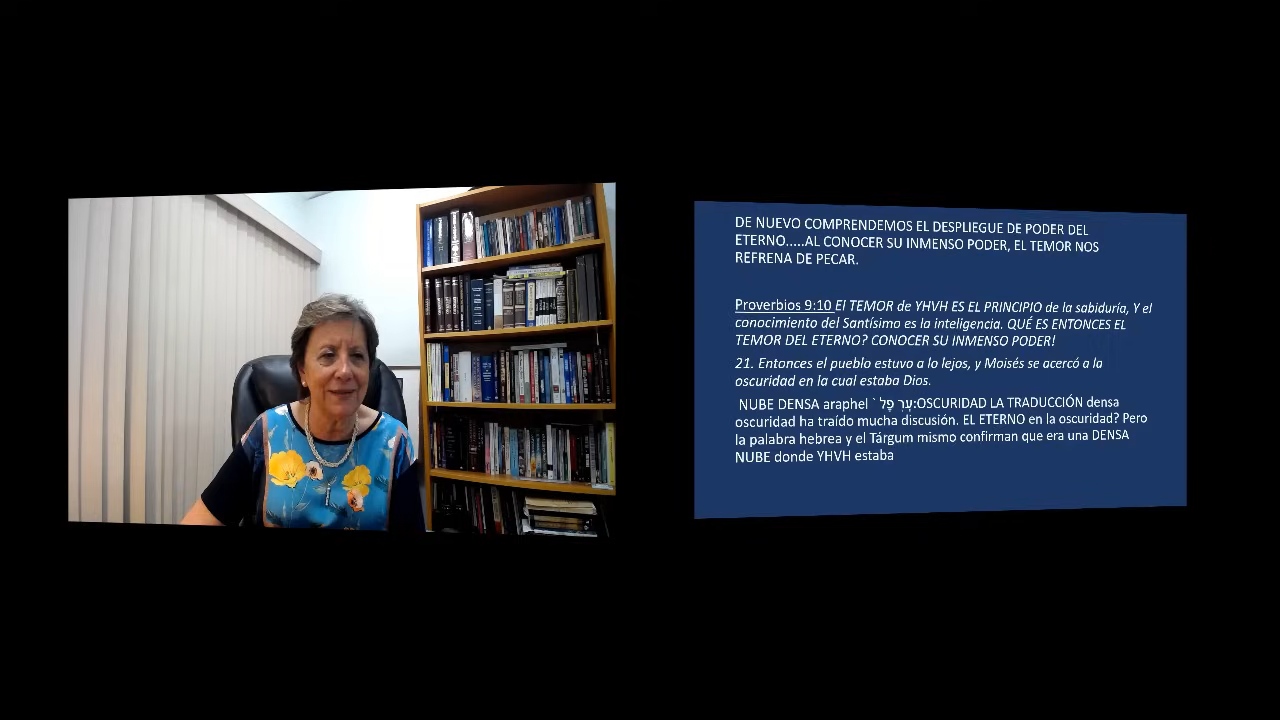 DE NUEVO COMPRENDEMOS EL DESPLIEGUE DE PODER DEL
ETERNO.....AL CONOCER SU INMENSO PODER, EL TEMOR NOS
REFRENA DE PECAR.
Proverbios 9:10 El TEMOR de YHVH ES EL PRINCIPIO de la sabiduría, Y el
conocimiento del Santísimo es la inteligencia. QUÉ ES ENTONCES EL
TEMOR DEL ETERNO? CONOCER SU INMENSO PODER!
21. Entonces el pueblo estuvo a lo lejos, y Moisés se acercó a la
oscuridad en la cual estaba Dios.
NUBE DENSA araphel ` עָרְ פֶל:OSCURIDAD LA TRADUCCIÓN densa
oscuridad ha traído mucha discusión. EL ETERNO en la oscuridad? Pero
la palabra hebrea y el Tárgum mismo confirman que era una DENSA
NUBE donde YHVH estaba